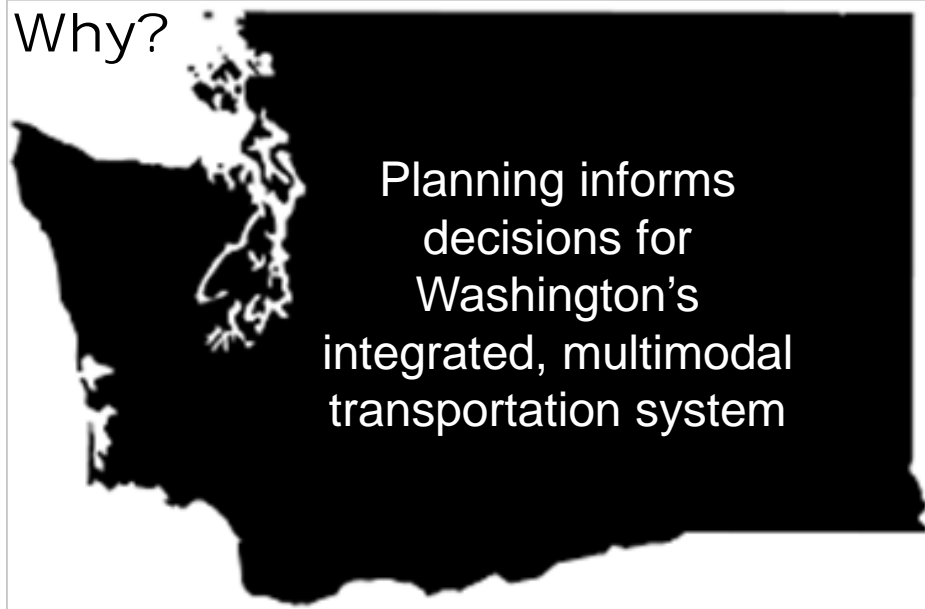 Why?
Planning informs
decisions for
Washington’s
integrated, multimodal
transportation system